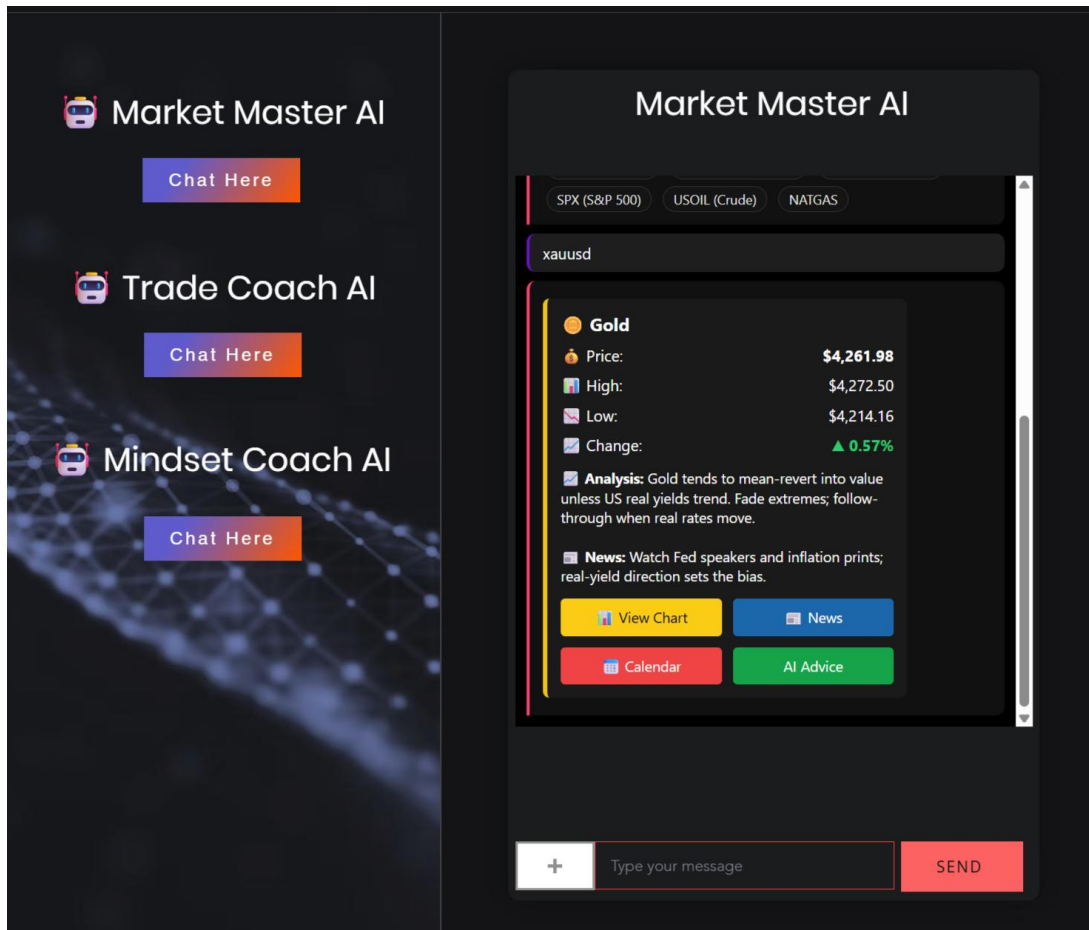 Market Master AI
Chat Here
Trade Coach AI
Chat Here
Mindset Coach AI
Chat Here
Market Master AI
SPX (S&P 500) USOIL (Crude) NATGAS
xauusd
Gold
Price: $4,261.98
High: $4,272.50
Low: $4,214.16
Change: ▲ 0.57%
Analysis: Gold tends to mean-revert into value
unless US real yields trend. Fade extremes; follow-
through when real rates move.
News: Watch Fed speakers and inflation prints;
real-yield direction sets the bias.
View Chart News
Calendar AI Advice
+ Type your message SEND